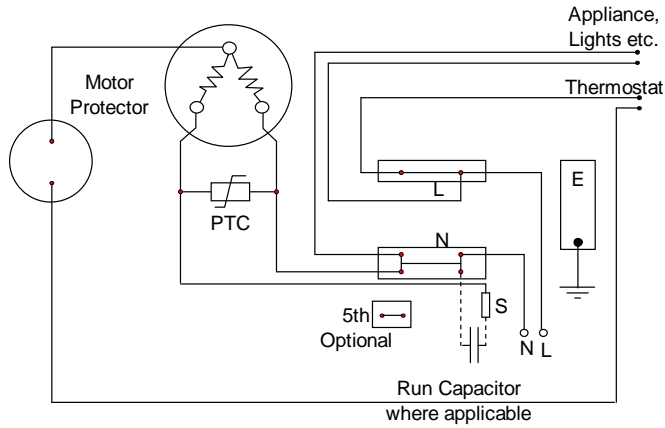 Appliance,
Lights etc.
Motor
Protector
Thermostat
E
L
PTC
N
S
5th
Optional
N L
Run Capacitor
where applicable